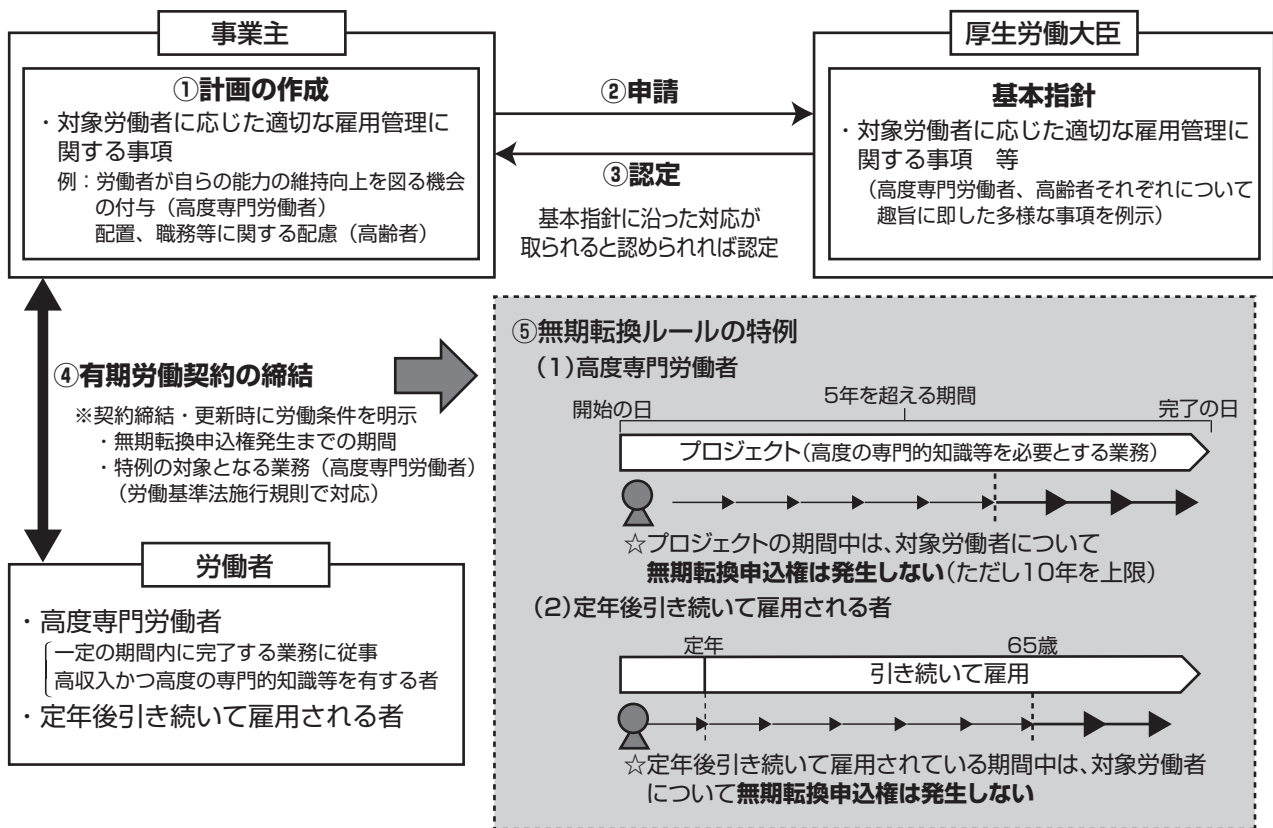 事業主
①計画の作成
・対象労働者に応じた適切な雇用管理に
関する事項
例：労働者が自らの能力の維持向上を図る機会
の付与（高度専門労働者）
配置、職務等に関する配慮（高齢者）
②申請
③認定
基本指針に沿った対応が
取られると認められれば認定
厚生労働大臣
基本指針
・対象労働者に応じた適切な雇用管理に
関する事項　等
（高度専門労働者、高齢者それぞれについて
趣旨に即した多様な事項を例示）
④有期労働契約の締結
※契約締結・更新時に労働条件を明示
・無期転換申込権発生までの期間
・特例の対象となる業務（高度専門労働者）
（労働基準法施行規則で対応）
労働者
・高度専門労働者
一定の期間内に完了する業務に従事
高収入かつ高度の専門的知識等を有する者
・定年後引き続いて雇用される者
⑤無期転換ルールの特例
（1）高度専門労働者
5年を超える期間
開始の日
完了の日
プロジェクト（高度の専門的知識等を必要とする業務）
☆プロジェクトの期間中は、対象労働者について
無期転換申込権は発生しない（ただし10年を上限）
（2）定年後引き続いて雇用される者
定年
65歳
引き続いて雇用
☆定年後引き続いて雇用されている期間中は、対象労働者
について無期転換申込権は発生しない